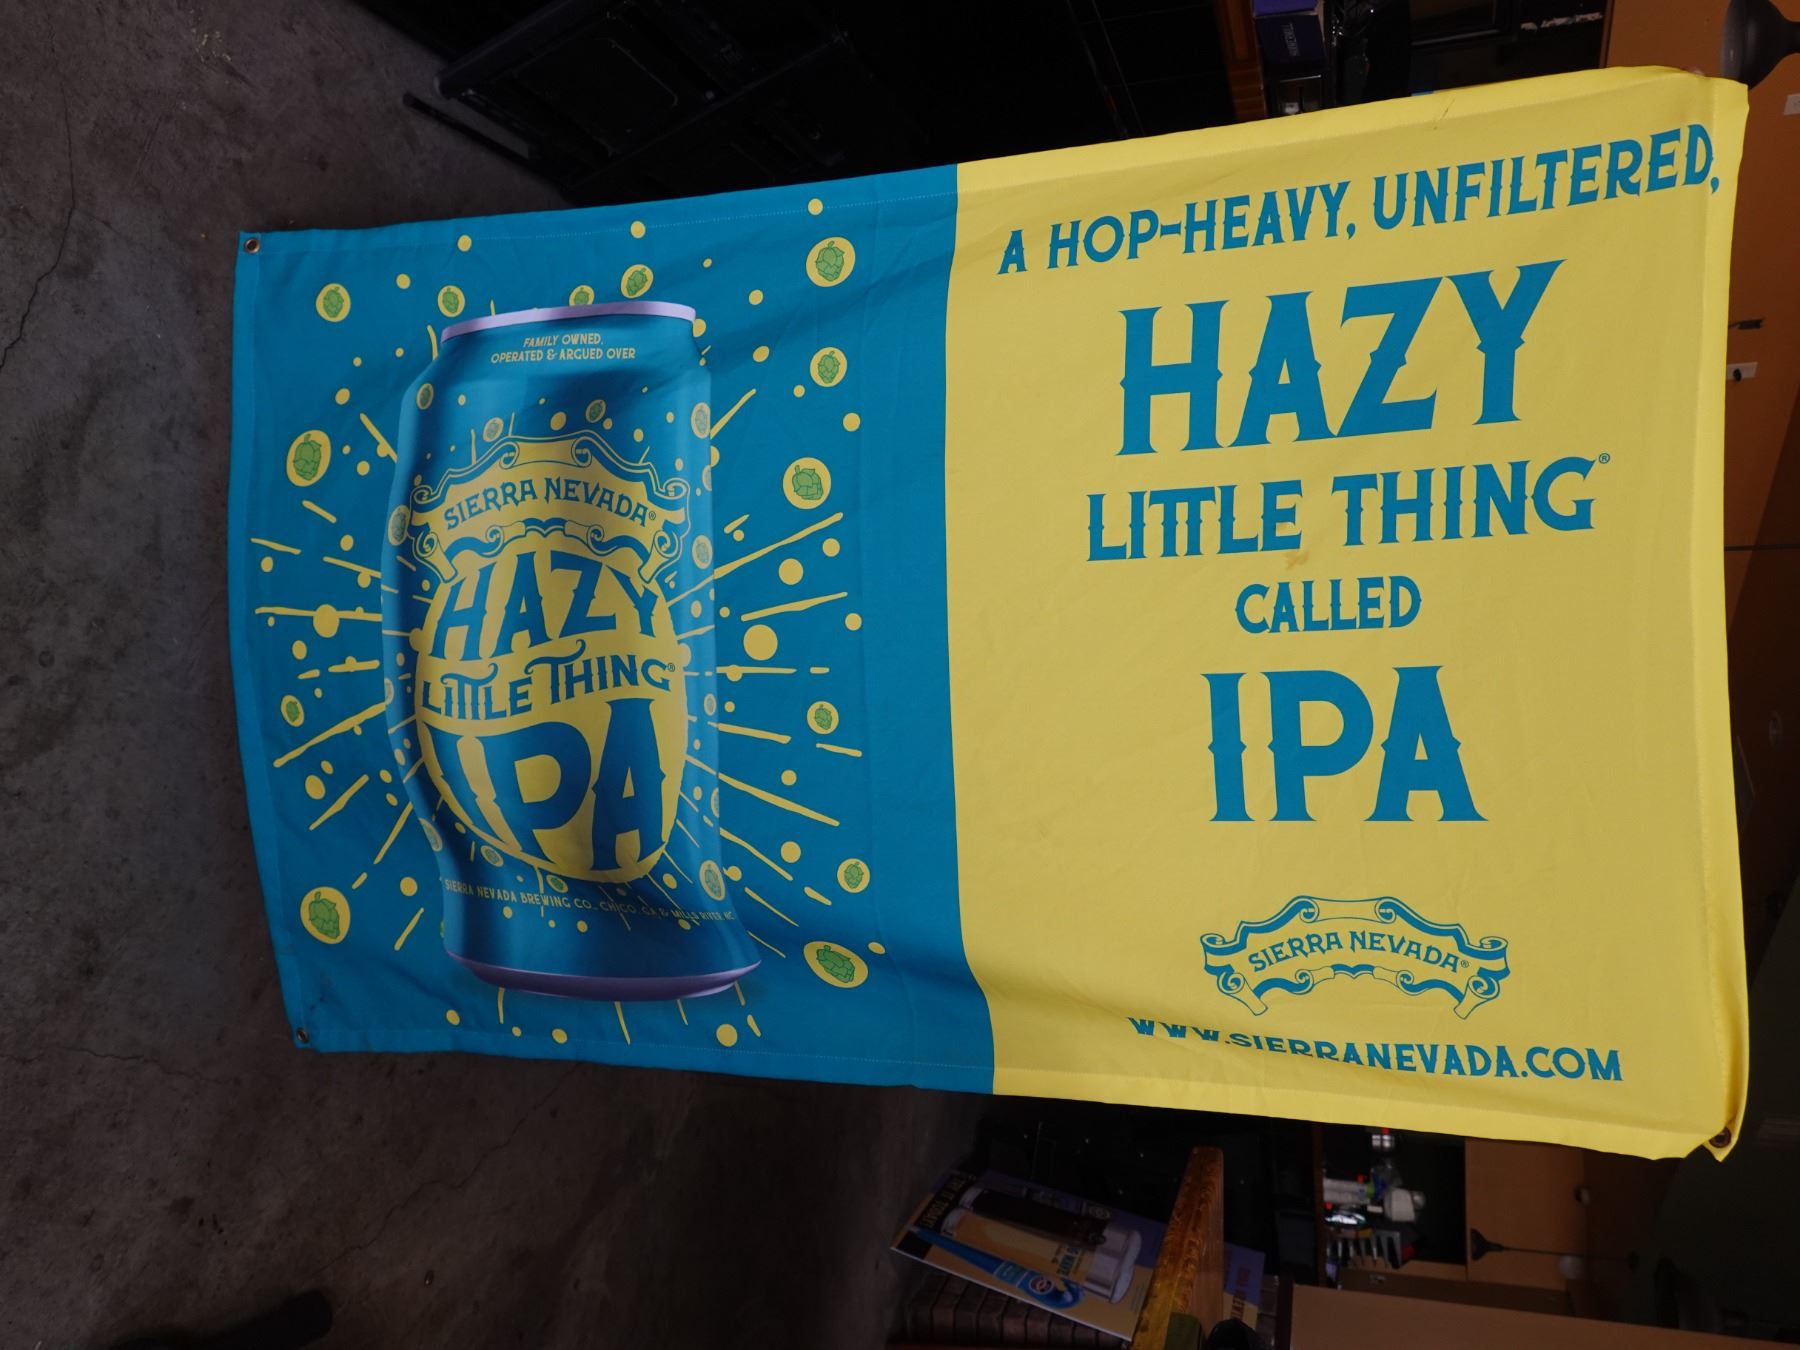 FAMILY OWNED,
OPERATED & ARGUED OVER
SIERRA NEVADA®
HAZY
LITTLE THING®
IPA
SIERRA NEVADA BREWING CO., CHICO, CA & MILLS RIVER, NC
A HOP-HEAVY, UNFILTERED,
HAZY
LITTLE THING®
CALLED
IPA
SIERRA NEVADA®
WWW.SIERRANEVADA.COM